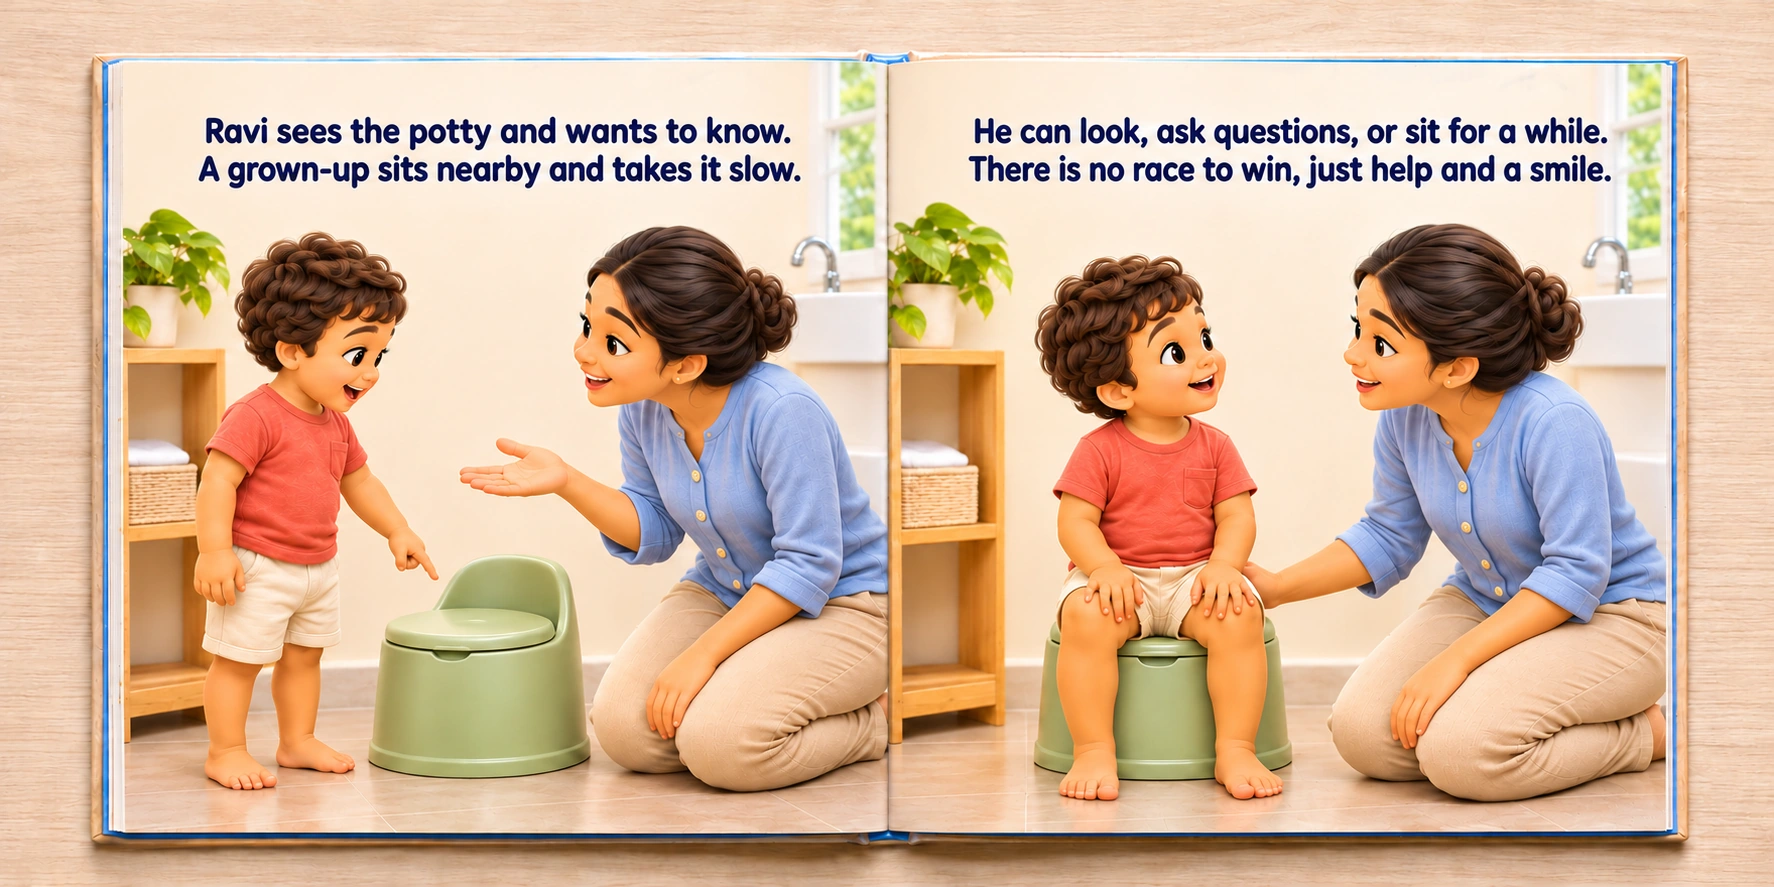 Ravi sees the potty and wants to know.
A grown-up sits nearby and takes it slow.
He can look, ask questions, or sit for a while.
There is no race to win, just help and a smile.